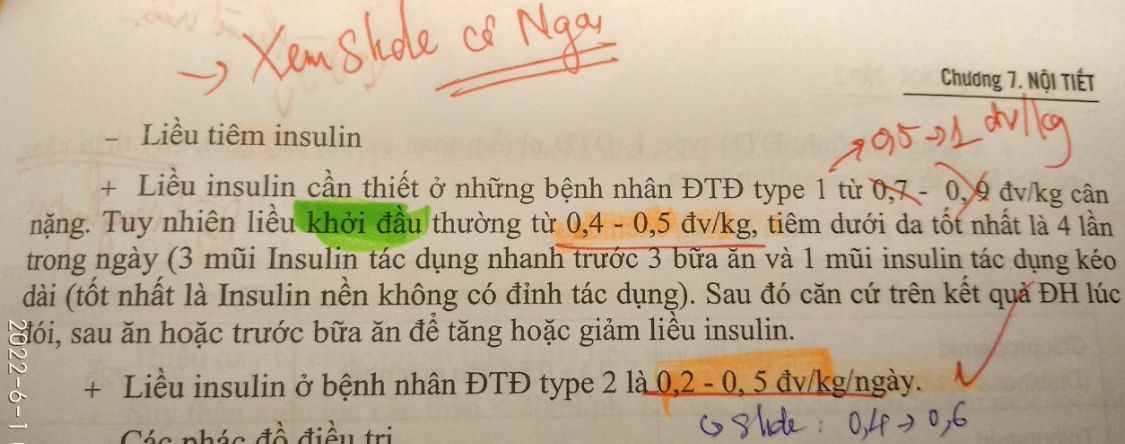 → Xem Slide cô Nga
Chương 7. NỘI TIẾT
- Liều tiêm insulin
→ 0,5 → 1 đv/kg
+ Liều insulin cần thiết ở những bệnh nhân ĐTĐ type 1 từ 0,7 - 0, 9 đv/kg cân
nặng. Tuy nhiên liều khởi đầu thường từ 0,4 - 0,5 đv/kg, tiêm dưới da tốt nhất là 4 lần
trong ngày (3 mũi Insulin tác dụng nhanh trước 3 bữa ăn và 1 mũi insulin tác dụng kéo
dài (tốt nhất là Insulin nền không có đỉnh tác dụng). Sau đó căn cứ trên kết quả ĐH lúc
đói, sau ăn hoặc trước bữa ăn để tăng hoặc giảm liều insulin.
+ Liều insulin ở bệnh nhân ĐTĐ type 2 là 0,2 - 0, 5 đv/kg/ngày.
Slide : 0,4 → 0,6
Các phác đồ điều trị
2022-6-1